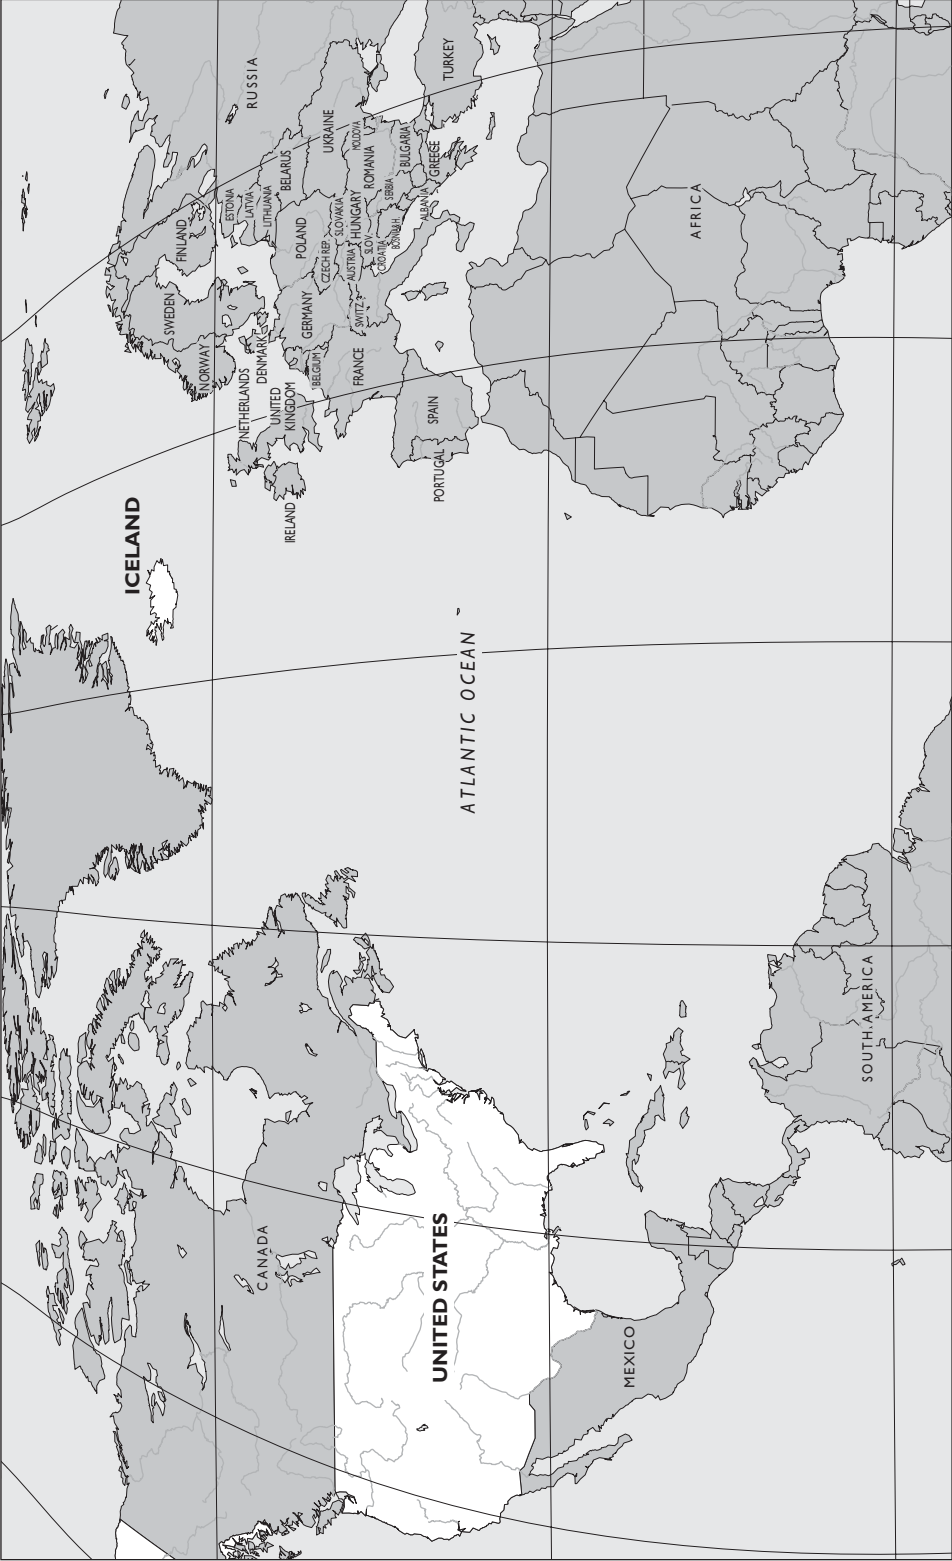 ICELAND
RUSSIA
FINLAND
SWEDEN
NORWAY
ESTONIA
LATVIA
LITHUANIA
BELARUS
DENMARK
NETHERLANDS
UNITED
KINGDOM
IRELAND
POLAND
GERMANY
BELGIUM
UKRAINE
CZECH REP.
SLOVAKIA
MOLDOVA
AUSTRIA
HUNGARY
ROMANIA
SWITZ.
FRANCE
SLOV.
CROATIA
BOSNIA H.
SERBIA
BULGARIA
ALBANIA
GREECE
TURKEY
SPAIN
PORTUGAL
AFRICA
ATLANTIC OCEAN
CANADA
UNITED STATES
MEXICO
SOUTH AMERICA